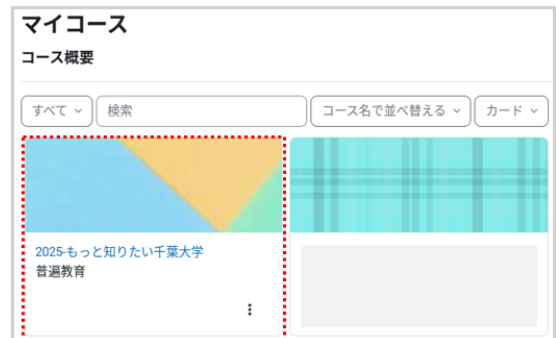 マイコース
コース概要
すべて
検索
コース名で並べ替える
カード
2025-もっと知りたい千葉大学
普遍教育